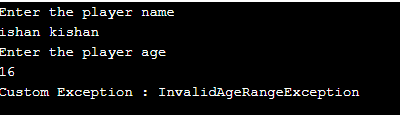 Enter the player name
ishan kishan
Enter the player age
16
Custom Exception : InvalidAgeRangeException